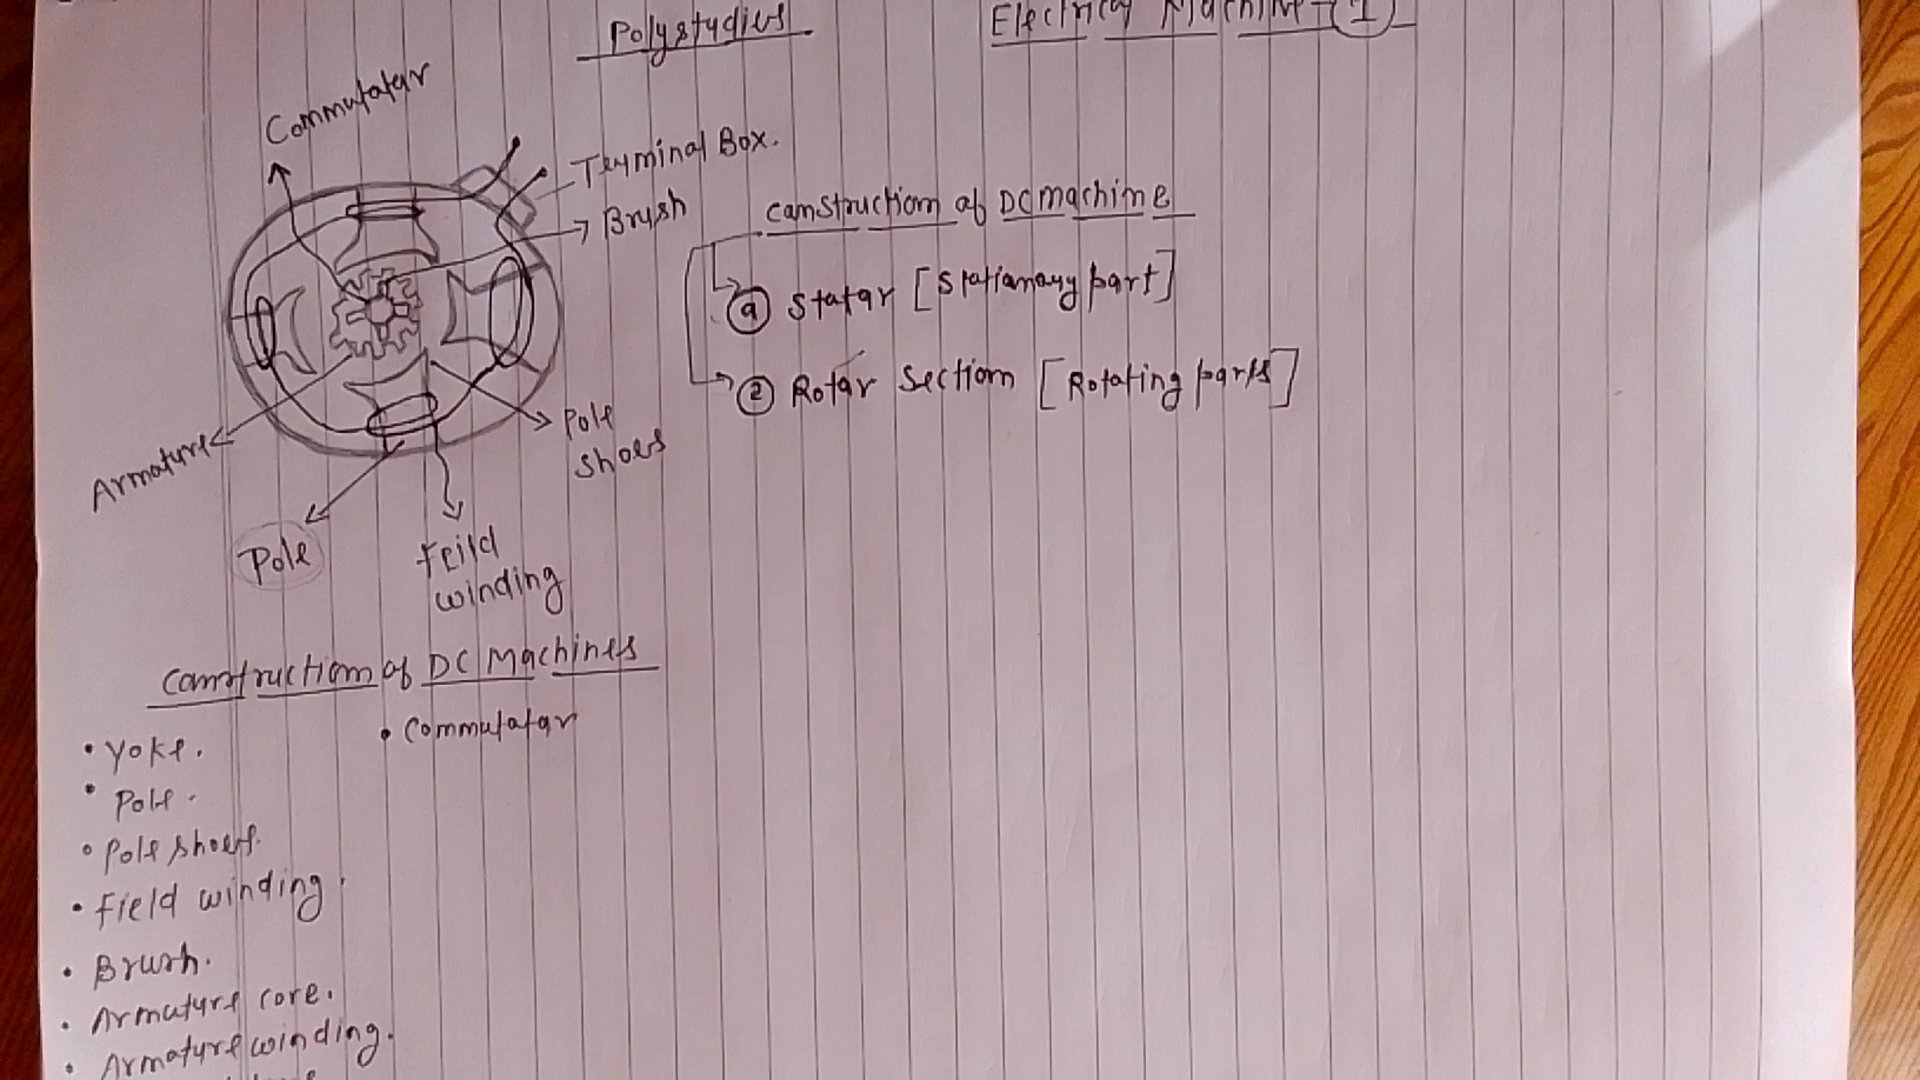 Polystudies
Electrical Machine-(1)
Commutator
Terminal Box.
Brush
Construction of DC machine
(a) Stator [Stationary part]
(2) Rotor Section [Rotating parts]
Pole
shoes
Armature
Pole
Feild
winding
Construction of DC Machines
• Yoke.
• Commutator
• Pole.
• Pole shoes.
• Field winding.
• Brush.
• Armature core.
• Armature winding.